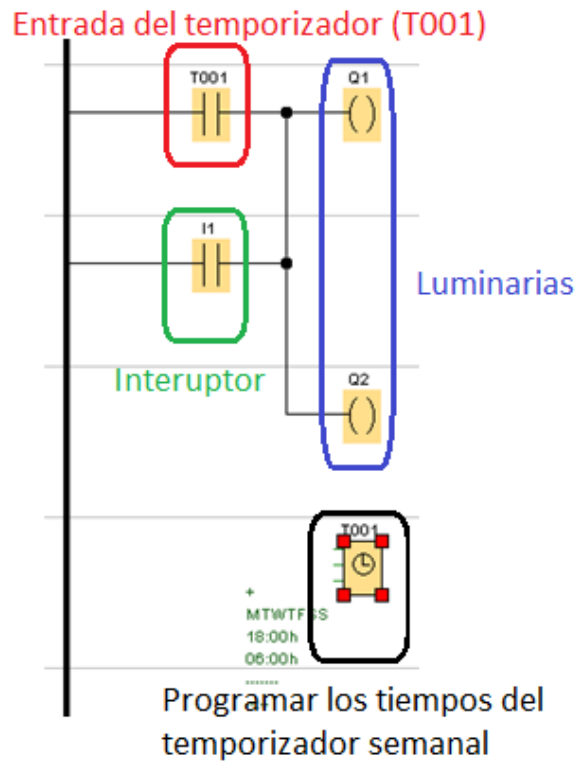 Entrada del temporizador (T001)
T001
Q1
I1
Luminarias
Interuptor
Q2
T001
+
MTWTFSS
18:00h
06:00h
Programar los tiempos del
temporizador semanal